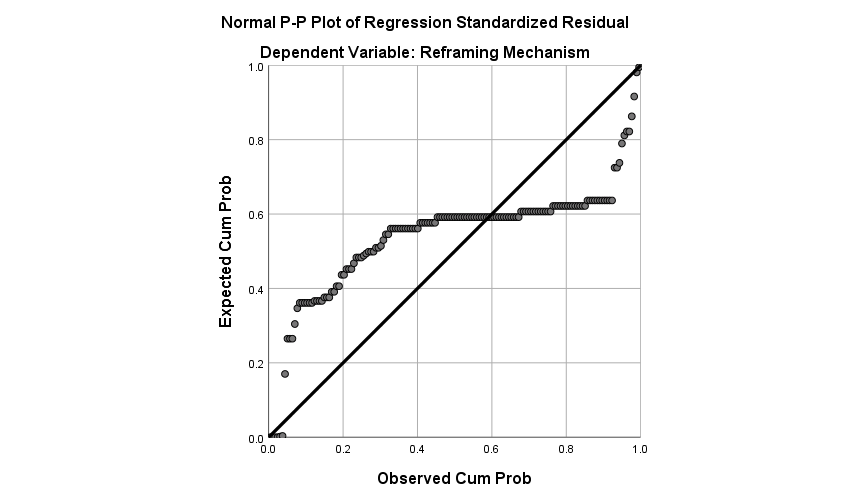 Normal P-P Plot of Regression Standardized Residual
Dependent Variable: Reframing Mechanism
1.0
0.8
0.6
0.4
0.2
0.0
Expected Cum Prob
0.0 0.2 0.4 0.6 0.8 1.0
Observed Cum Prob